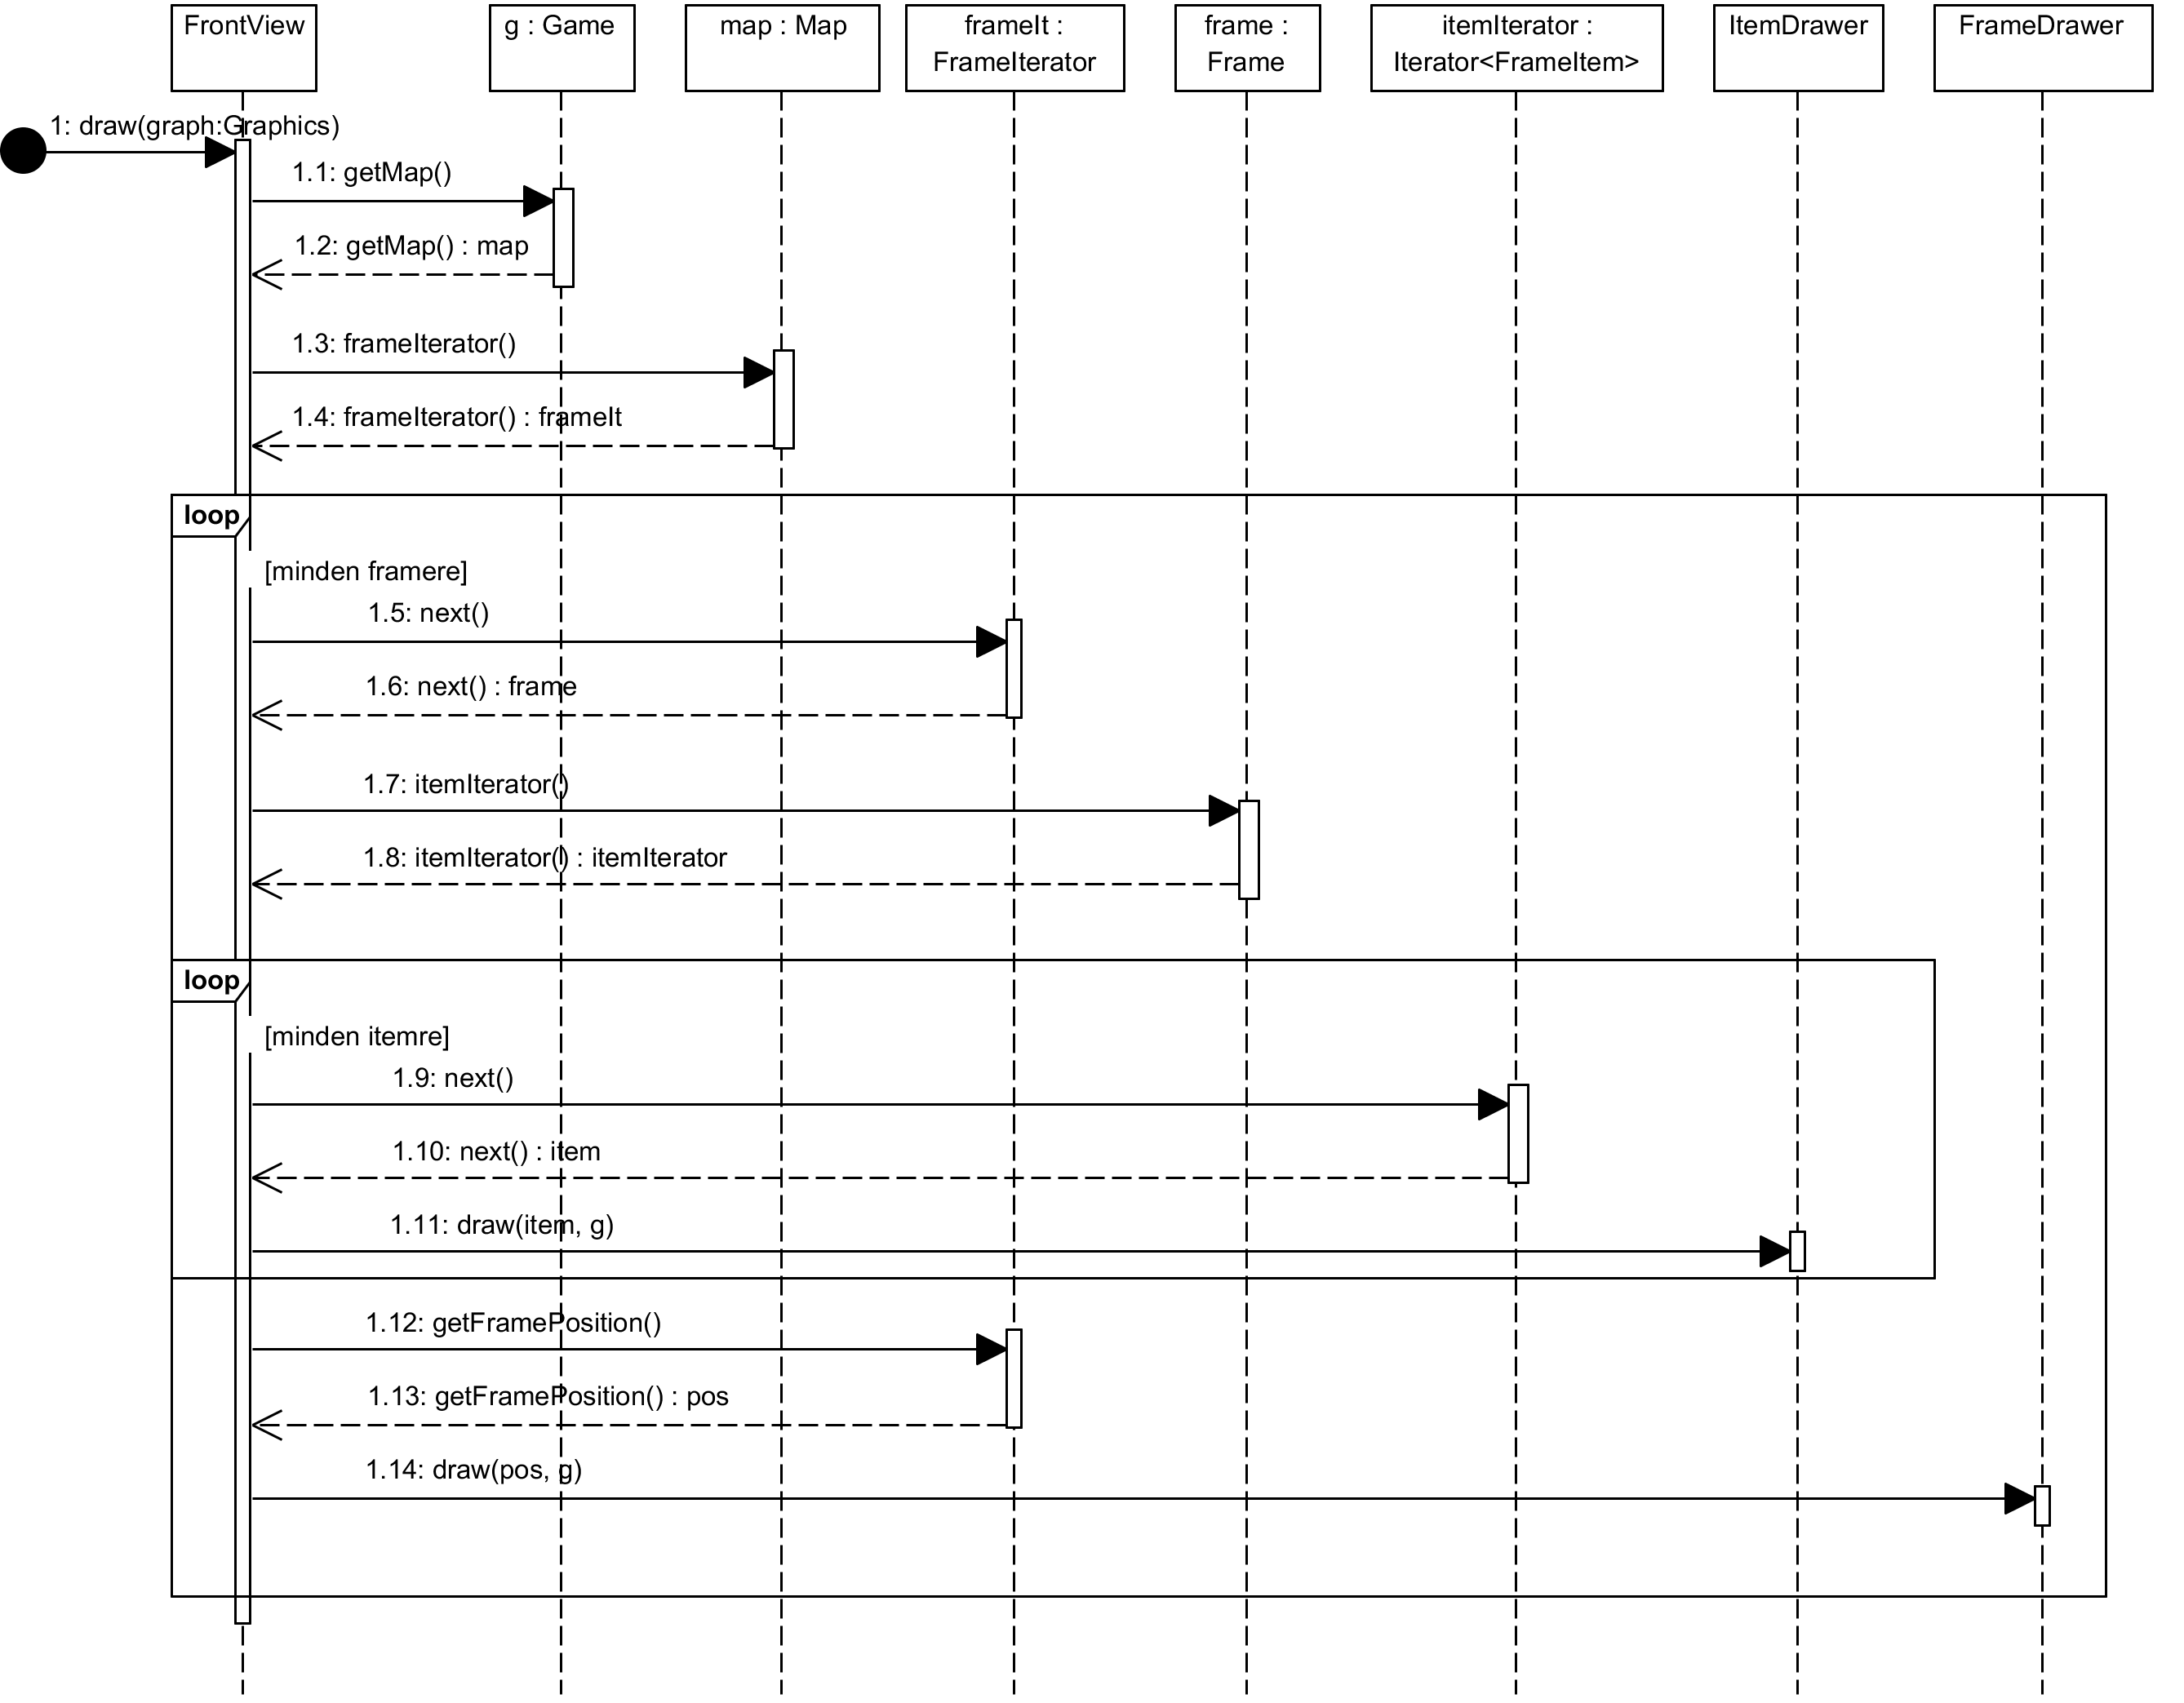 FrontView
g : Game
map : Map
frameIt :
FrameIterator
frame :
Frame
itemIterator :
Iterator<FrameItem>
ItemDrawer
FrameDrawer
1: draw(graph:Graphics)
1.1: getMap()
1.2: getMap() : map
1.3: frameIterator()
1.4: frameIterator() : frameIt
loop
[minden framere]
1.5: next()
1.6: next() : frame
1.7: itemIterator()
1.8: itemIterator() : itemIterator
loop
[minden itemre]
1.9: next()
1.10: next() : item
1.11: draw(item, g)
1.12: getFramePosition()
1.13: getFramePosition() : pos
1.14: draw(pos, g)